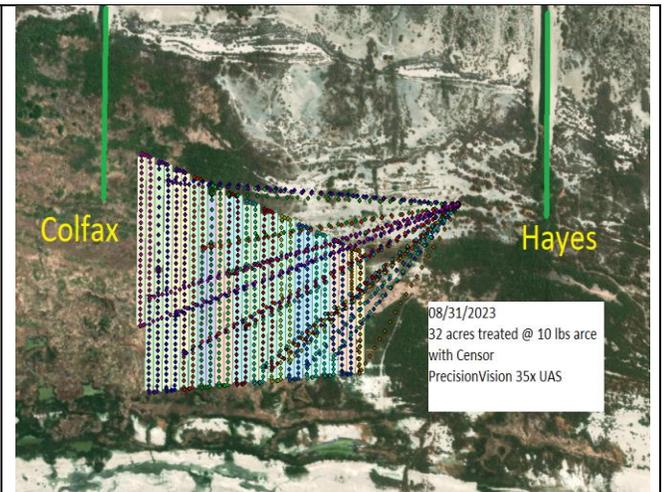 Colfax
Hayes
08/31/2023
32 acres treated @ 10 lbs arce
with Censor
PrecisionVision 35x UAS